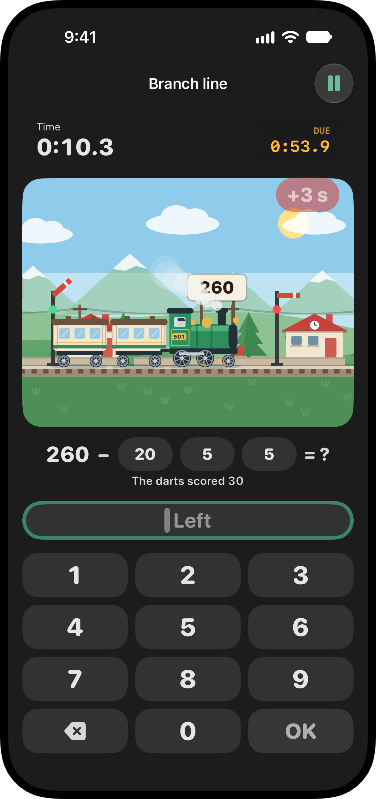 9:41
Branch line
Time
0:10.3
DUE
0:53.9
+3 s
260
501
260 – 20 5 5 = ?
The darts scored 30
Left
1 2 3
4 5 6
7 8 9
0 OK